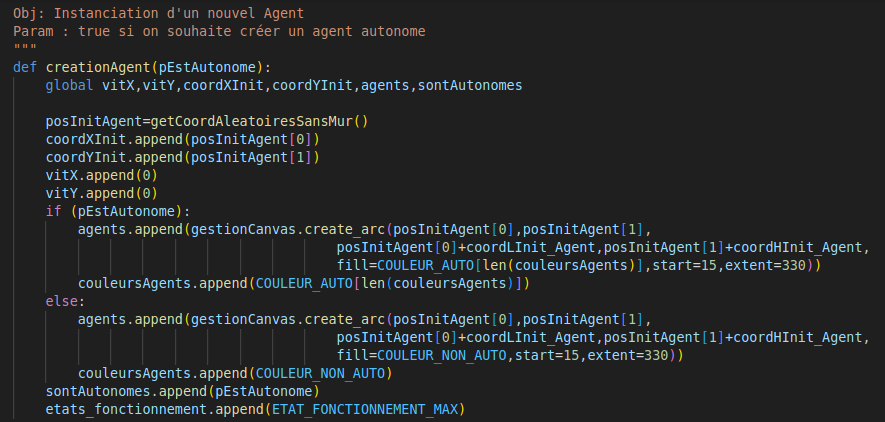 Obj: Instanciation d'un nouvel Agent
Param : true si on souhaite créer un agent autonome
"""
def creationAgent(pEstAutonome):
    global vitX,vitY,coordXInit,coordYInit,agents,sontAutonomes

    posInitAgent=getCoordAleatoiresSansMur()
    coordXInit.append(posInitAgent[0])
    coordYInit.append(posInitAgent[1])
    vitX.append(0)
    vitY.append(0)
    if (pEstAutonome):
        agents.append(gestionCanvas.create_arc(posInitAgent[0],posInitAgent[1],
                                        posInitAgent[0]+coordLInit_Agent,posInitAgent[1]+coordHInit_Agent,
                                        fill=COULEUR_AUTO[len(couleursAgents)],start=15,extent=330))
        couleursAgents.append(COULEUR_AUTO[len(couleursAgents)])
    else:
        agents.append(gestionCanvas.create_arc(posInitAgent[0],posInitAgent[1],
                                        posInitAgent[0]+coordLInit_Agent,posInitAgent[1]+coordHInit_Agent,
                                        fill=COULEUR_NON_AUTO,start=15,extent=330))
        couleursAgents.append(COULEUR_NON_AUTO)
    sontAutonomes.append(pEstAutonome)
    etats_fonctionnement.append(ETAT_FONCTIONNEMENT_MAX)